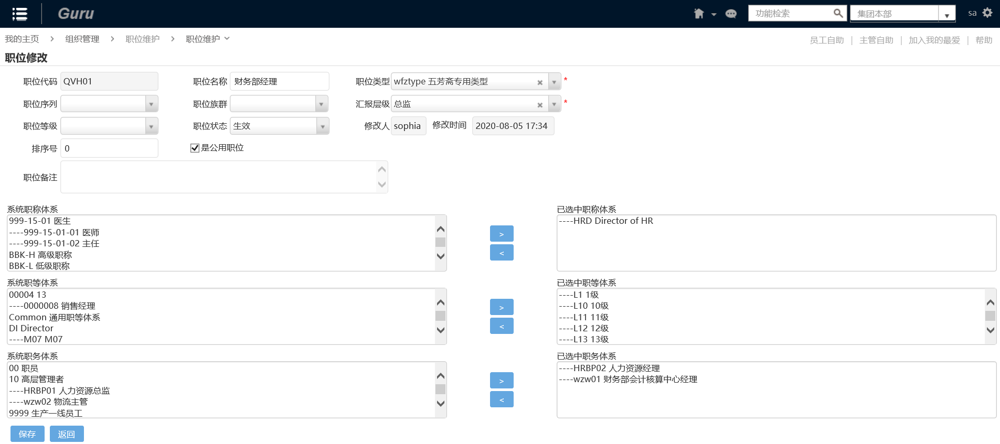 Guru
功能检索
集团本部
sa
我的主页 > 组织管理 > 职位维护 > 职位维护
员工自助 | 主管自助 | 加入我的最爱 | 帮助
职位修改
职位代码 QVH01 职位名称 财务部经理 职位类型 wfztype 五芳斋专用类型 *
职位序列 职位族群 汇报层级 总监 *
职位等级 职位状态 生效 修改人 sophia 修改时间 2020-08-05 17:34
排序号 0 是公用职位
职位备注
系统职称体系
999-15-01 医生
----999-15-01-01 医师
----999-15-01-02 主任
BBK-H 高级职称
BBK-L 低级职称
>
<
已选中职称体系
----HRD Director of HR
系统职等体系
00004 13
----0000008 销售经理
Common 通用职等体系
DI Director
----M07 M07
>
<
已选中职等体系
----L1 1级
----L10 10级
----L11 11级
----L12 12级
----L13 13级
系统职务体系
00 职员
10 高层管理者
----HRBP01 人力资源总监
----wzw02 物流主管
9999 生产一线员工
>
<
已选中职务体系
----HRBP02 人力资源经理
----wzw01 财务部会计核算中心经理
保存 返回